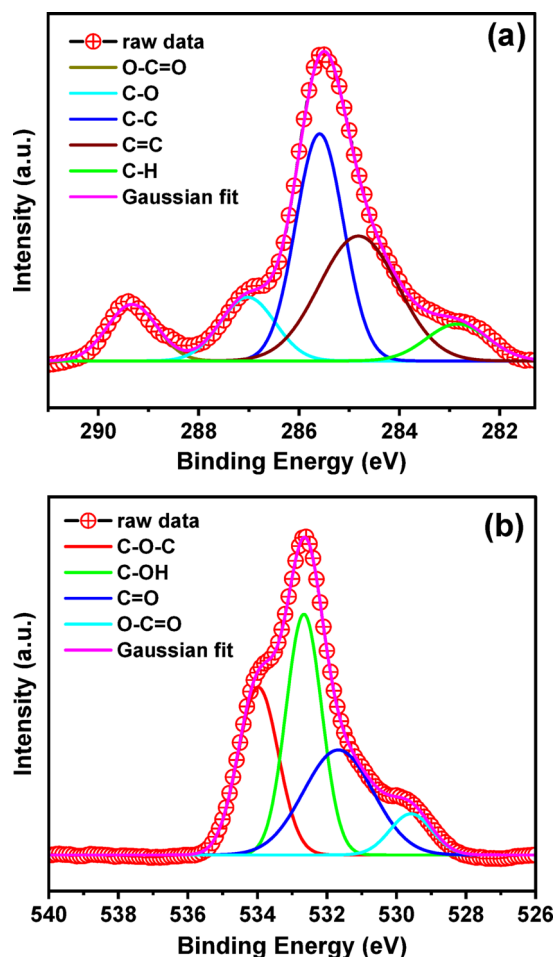 (a)
raw data
O-C=O
C-O
C-C
C=C
C-H
Gaussian fit
Intensity (a.u.)
290 288 286 284 282
Binding Energy (eV)
(b)
raw data
C-O-C
C-OH
C=O
O-C=O
Gaussian fit
Intensity (a.u.)
540 538 536 534 532 530 528 526
Binding Energy (eV)